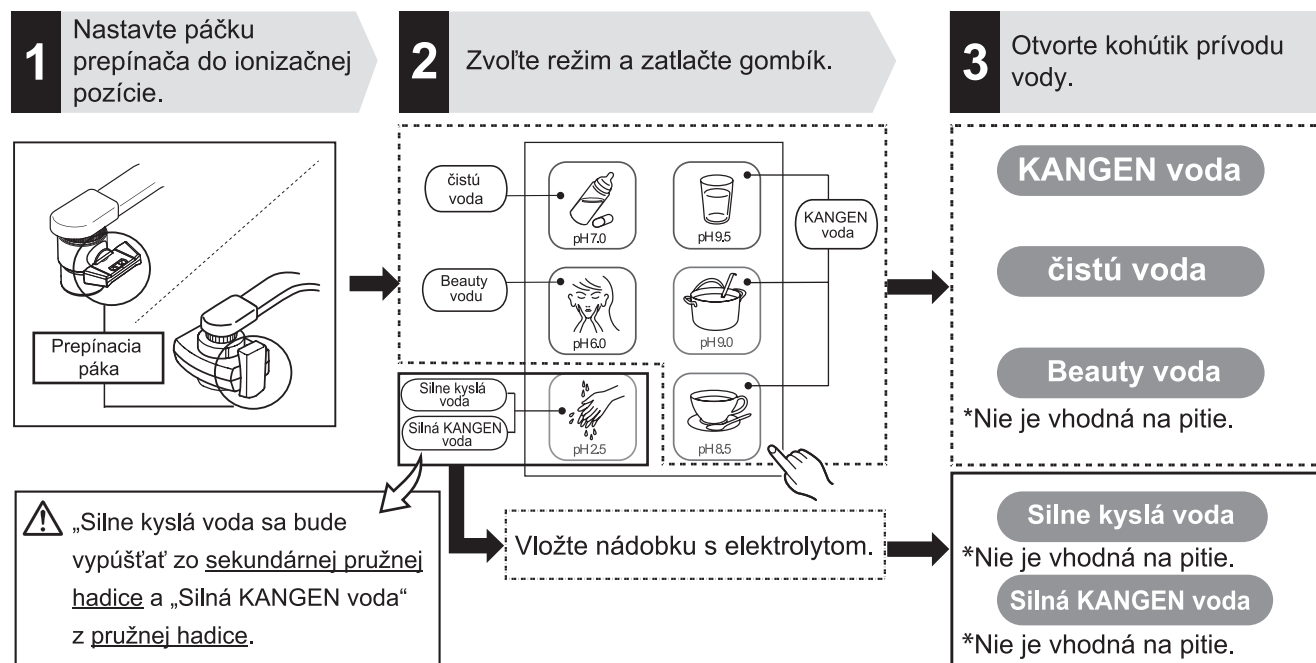 1
Nastavte páčku
prepínača do ionizačnej
pozície.
2
Zvoľte režim a zatlačte gombík.
3
Otvorte kohútik prívodu
vody.
Prepínacia
páka
čistú
voda
pH7.0
pH9.5
KANGEN
voda
Beauty
vodu
pH6.0
pH9.0
Silne kyslá
voda
Silná KANGEN
voda
pH2.5
pH8.5
KANGEN voda
čistú voda
Beauty voda
*Nie je vhodná na pitie.
„Silne kyslá voda sa bude
vypúšťať zo sekundárnej pružnej
hadice a „Silná KANGEN voda“
z pružnej hadice.
Vložte nádobku s elektrolytom.
Silne kyslá voda
*Nie je vhodná na pitie.
Silná KANGEN voda
*Nie je vhodná na pitie.